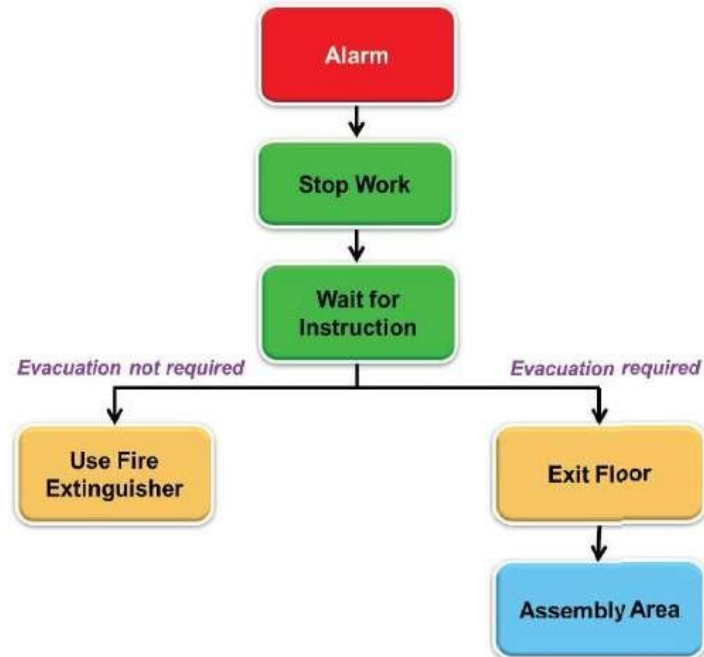 Alarm
Stop Work
Wait for
Instruction
Evacuation not required
Evacuation required
Use Fire
Extinguisher
Exit Floor
Assembly Area